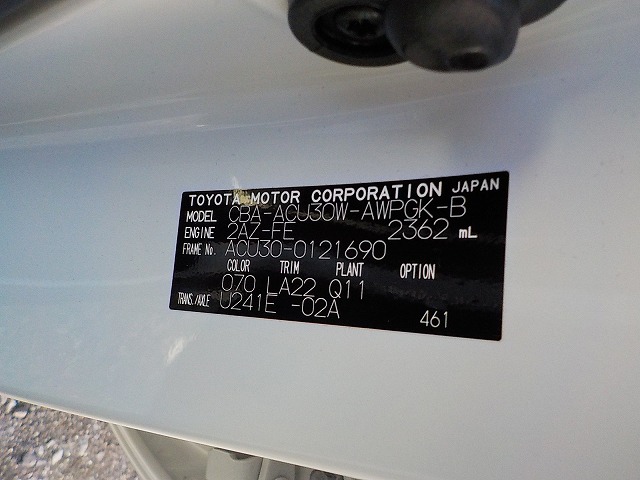 TOYOTA MOTOR CORPORATION JAPAN
MODEL CBA-ACU30W-AWPGK-B
ENGINE 2AZ-FE 2362 mL
FRAME No. ACU30-0121690
COLOR TRIM PLANT OPTION
070 LA22 Q11
TRANS./AXLE U241E -02A
461